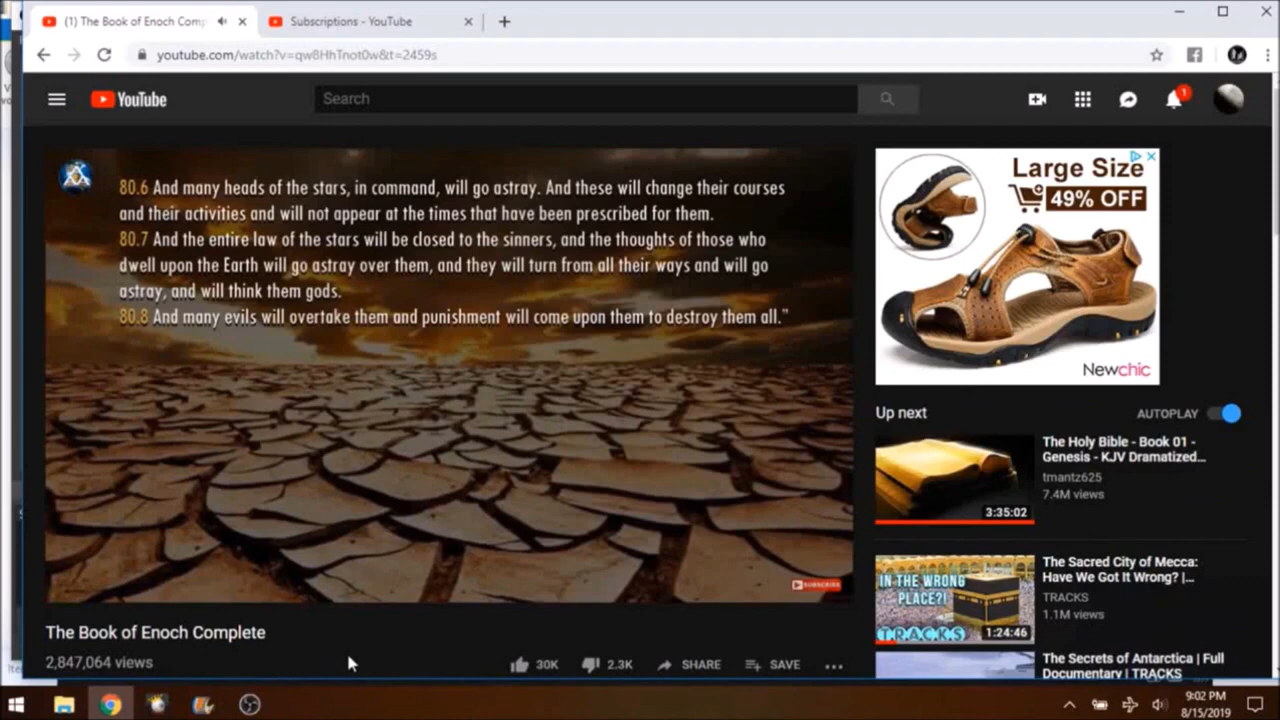 (1) The Book of Enoch Comp
Subscriptions - YouTube
youtube.com/watch?v=qw8HhTnot0w&t=2459s
YouTube
Search
1
80.6 And many heads of the stars, in command, will go astray. And these will change their courses
and their activities and will not appear at the times that have been prescribed for them.
80.7 And the entire law of the stars will be closed to the sinners, and the thoughts of those who
dwell upon the Earth will go astray over them, and they will turn from all their ways and will go
astray, and will think them gods.
80.8 And many evils will overtake them and punishment will come upon them to destroy them all."
SUBSCRIBE
The Book of Enoch Complete
2,847,064 views
30K
2.3K
SHARE
SAVE
Large Size
49% OFF
Newchic
Up next
AUTOPLAY
The Holy Bible - Book 01 -
Genesis - KJV Dramatized...
tmantz625
7.4M views
3:35:02
IN THE WRONG
PLACE?!
TRACKS
1:24:46
The Sacred City of Mecca:
Have We Got It Wrong? |...
TRACKS
1.1M views
The Secrets of Antarctica | Full
Documentary | TRACKS
9:02 PM
8/15/2019